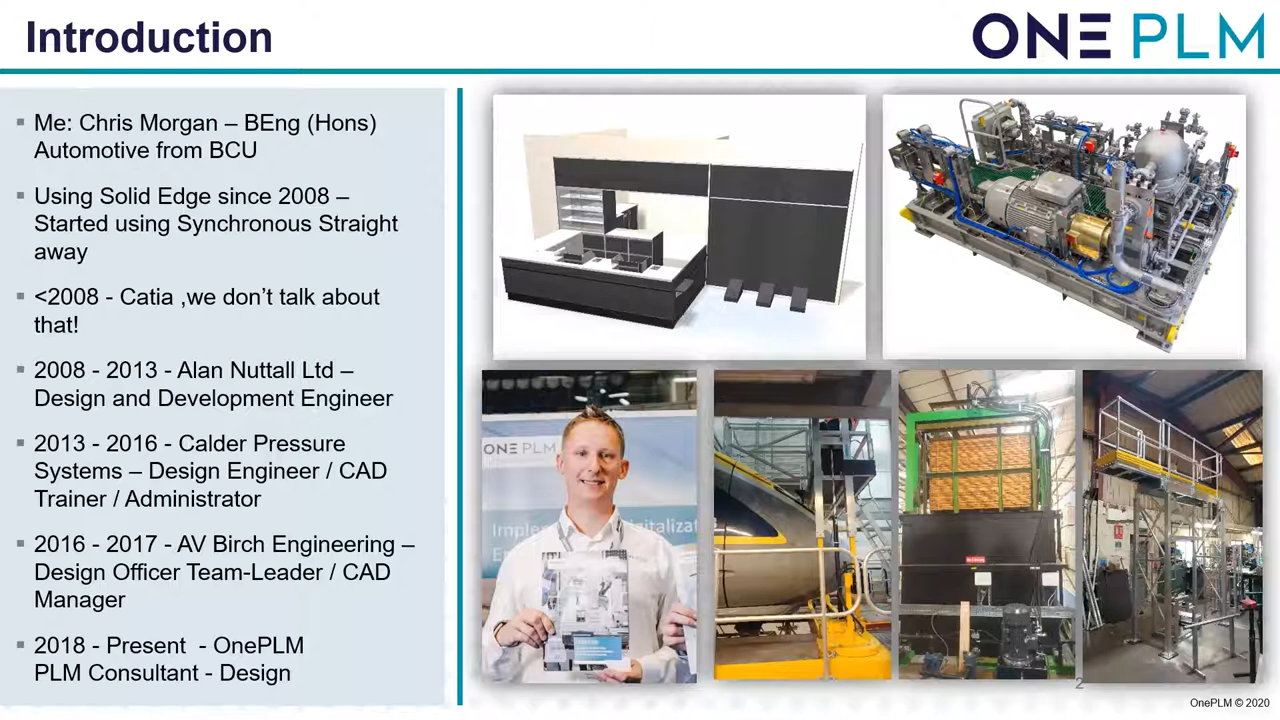 Introduction
ONE PLM
▪ Me: Chris Morgan – BEng (Hons)
Automotive from BCU
▪ Using Solid Edge since 2008 –
Started using Synchronous Straight
away
▪ <2008 - Catia ,we don’t talk about
that!
▪ 2008 - 2013 - Alan Nuttall Ltd –
Design and Development Engineer
▪ 2013 - 2016 - Calder Pressure
Systems – Design Engineer / CAD
Trainer / Administrator
▪ 2016 - 2017 - AV Birch Engineering –
Design Officer Team-Leader / CAD
Manager
▪ 2018 - Present - OnePLM
PLM Consultant - Design
ONE PLM
2
OnePLM © 2020